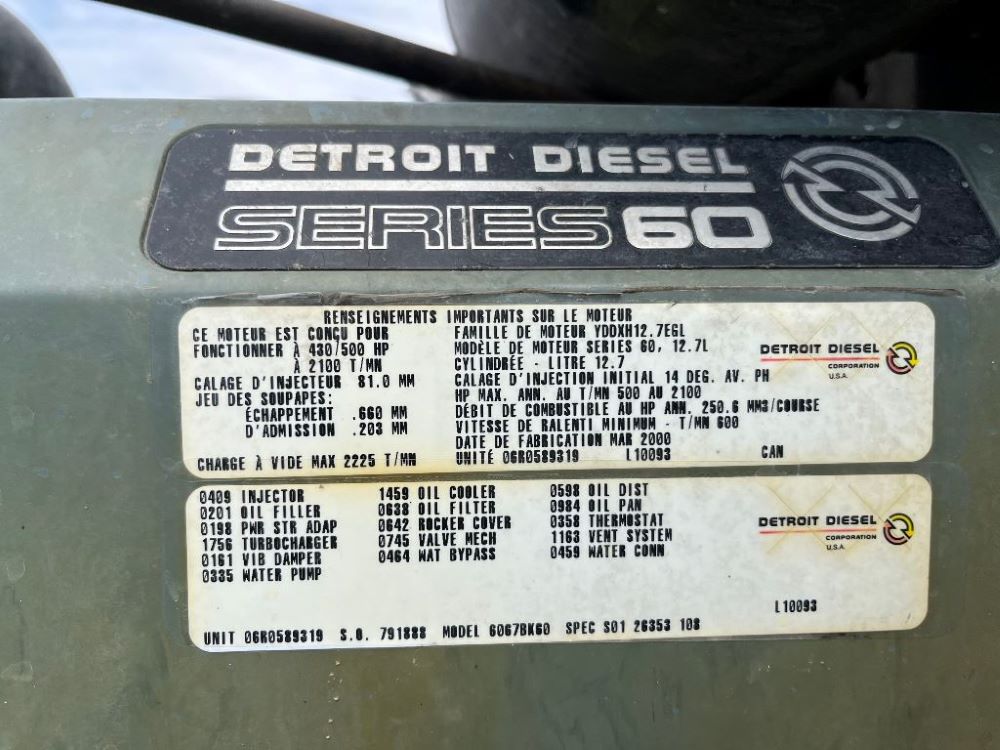 DETROIT DIESEL
SERIES 60
RENSEIGNEMENTS IMPORTANTS SUR LE MOTEUR
CE MOTEUR EST CONÇU POUR
FONCTIONNER À 430/500 HP
À 2100 T/MN
CALAGE D'INJECTEUR 81.0 MM
JEU DES SOUPAPES:
ÉCHAPPEMENT .660 MM
D'ADMISSION .203 MM
CHARGE À VIDE MAX 2225 T/MN
FAMILLE DE MOTEUR YDDXH12.7EGL
MODÈLE DE MOTEUR SERIES 60, 12.7L
CYLINDRÉE - LITRE 12.7
CALAGE D'INJECTION INITIAL 14 DEG. AV. PH
HP MAX. ANN. AU T/MN 500 AU 2100
DÉBIT DE COMBUSTIBLE AU HP ANN. 250.6 MM3/COURSE
VITESSE DE RALENTI MINIMUM - T/MN 600
DATE DE FABRICATION MAR 2000
UNITÉ 06R0589319 L10093 CAN
DETROIT DIESEL
CORPORATION
U.S.A.
0409 INJECTOR
0201 OIL FILLER
0198 PWR STR ADAP
1756 TURBOCHARGER
0161 VIB DAMPER
0335 WATER PUMP
1459 OIL COOLER
0638 OIL FILTER
0642 ROCKER COVER
0745 VALVE MECH
0464 WAT BYPASS
0598 OIL DIST
0984 OIL PAN
0358 THERMOSTAT
1163 VENT SYSTEM
0459 WATER CONN
DETROIT DIESEL
CORPORATION
U.S.A.
L10093
UNIT 06R0589319 S.O. 791888 MODEL 6067BK60 SPEC S01 26353 108